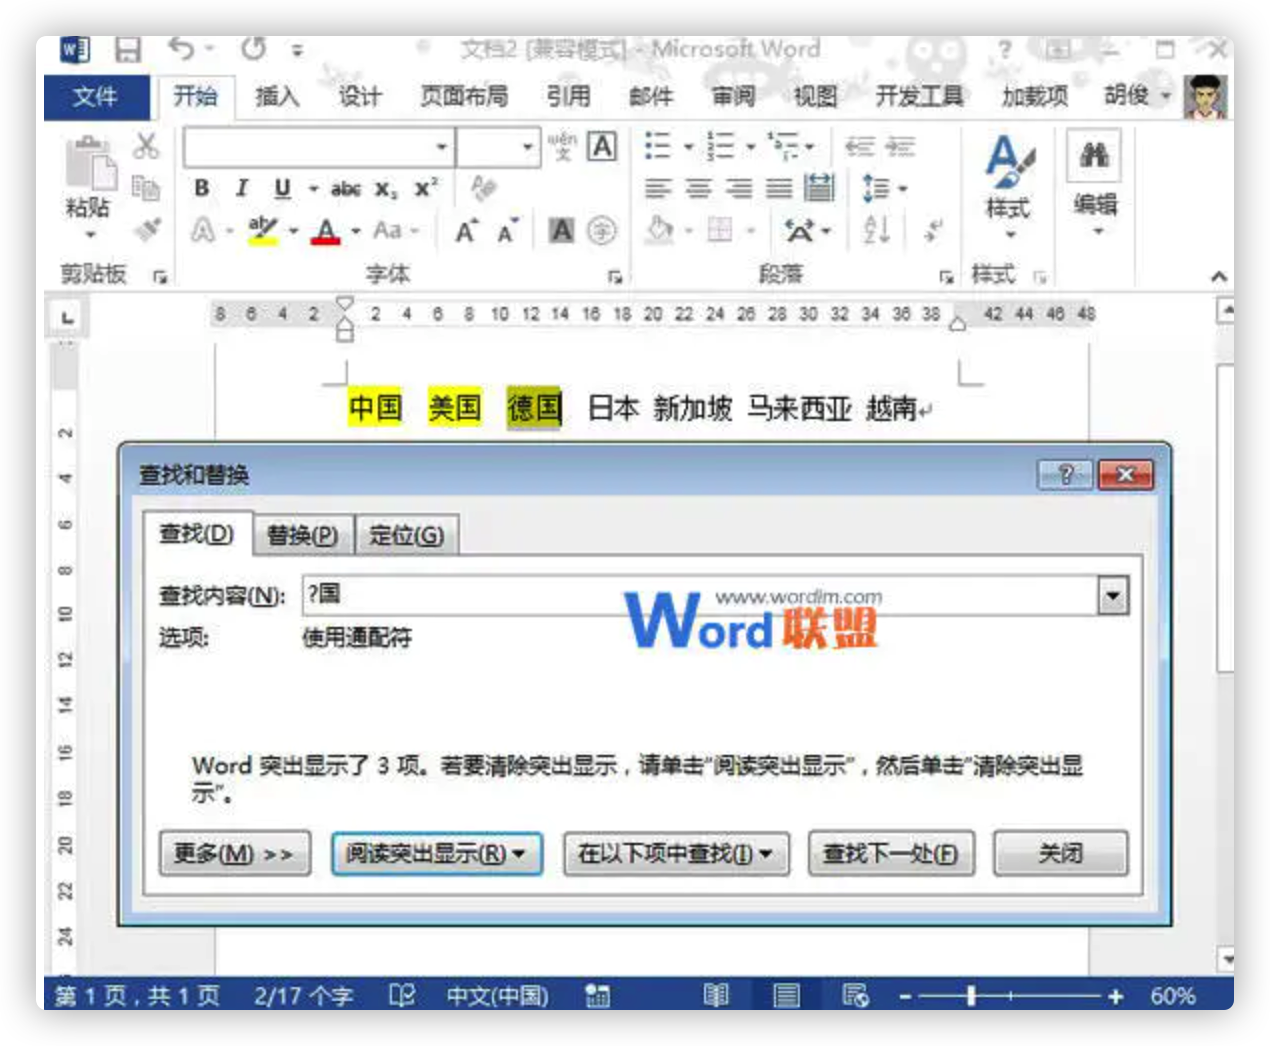 文档2 [兼容模式] - Microsoft Word
文件 开始 插入 设计 页面布局 引用 邮件 审阅 视图 开发工具 加载项 胡俊
wén 文 A
B I U abc x₂ x²
粘贴 样式 编辑
ab A Aa A A A 字
剪贴板 字体 段落 样式
L 8 6 4 2 2 4 6 8 10 12 14 16 18 20 22 24 26 28 30 32 34 36 38 42 44 46 48
中国 美国 德国 日本 新加坡 马来西亚 越南
2
4
6
8
10
12
14
16
18
20
22
24
查找和替换
查找(D) 替换(P) 定位(G)
查找内容(N): ?国
www.wordlm.com
Word联盟
选项: 使用通配符
Word 突出显示了 3 项。若要清除突出显示，请单击“阅读突出显示”，然后单击“清除突出显
示”。
更多(M) >> 阅读突出显示(R) 在以下项中查找(I) 查找下一处(F) 关闭
第 1 页，共 1 页 2/17 个字 中文(中国) 60%